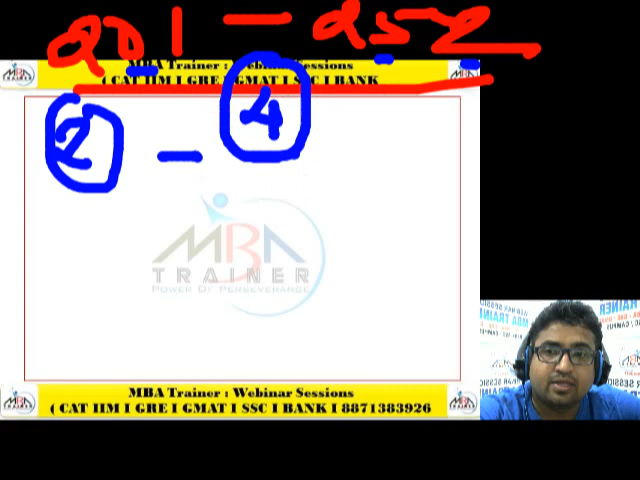 201 - 252
MBA Trainer : Webinar Sessions
( CAT IIM I GRE I GMAT I SSC I BANK
2 - 4
MBA
TRAINER
POWER OF PERSEVERANCE
MBA Trainer : Webinar Sessions
( CAT IIM I GRE I GMAT I SSC I BANK I 8871383926